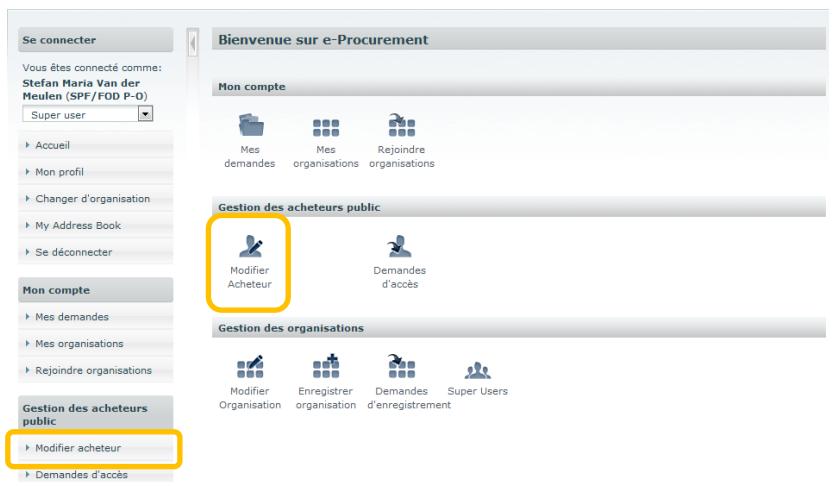 Se connecter
Vous êtes connecté comme:
Stefan Maria Van der
Meulen (SPF/FOD P-O)
Super user
Accueil
Mon profil
Changer d'organisation
My Address Book
Se déconnecter
Mon compte
Mes demandes
Mes organisations
Rejoindre organisations
Gestion des acheteurs
public
Modifier acheteur
Demandes d'accès
Bienvenue sur e-Procurement
Mon compte
Mes
demandes
Mes
organisations
Rejoindre
organisations
Gestion des acheteurs public
Modifier
Acheteur
Demandes
d'accès
Gestion des organisations
Modifier
Organisation
Enregistrer
organisation
Demandes
d'enregistrement
Super Users